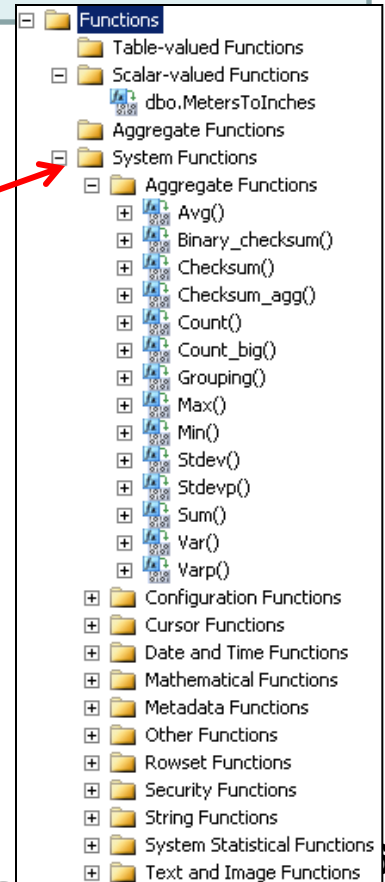 Functions
Table-valued Functions
Scalar-valued Functions
dbo.MetersToInches
Aggregate Functions
System Functions
Aggregate Functions
Avg()
Binary_checksum()
Checksum()
Checksum_agg()
Count()
Count_big()
Grouping()
Max()
Min()
Stdev()
Stdevp()
Sum()
Var()
Varp()
Configuration Functions
Cursor Functions
Date and Time Functions
Mathematical Functions
Metadata Functions
Other Functions
Rowset Functions
Security Functions
String Functions
System Statistical Functions
Text and Image Functions